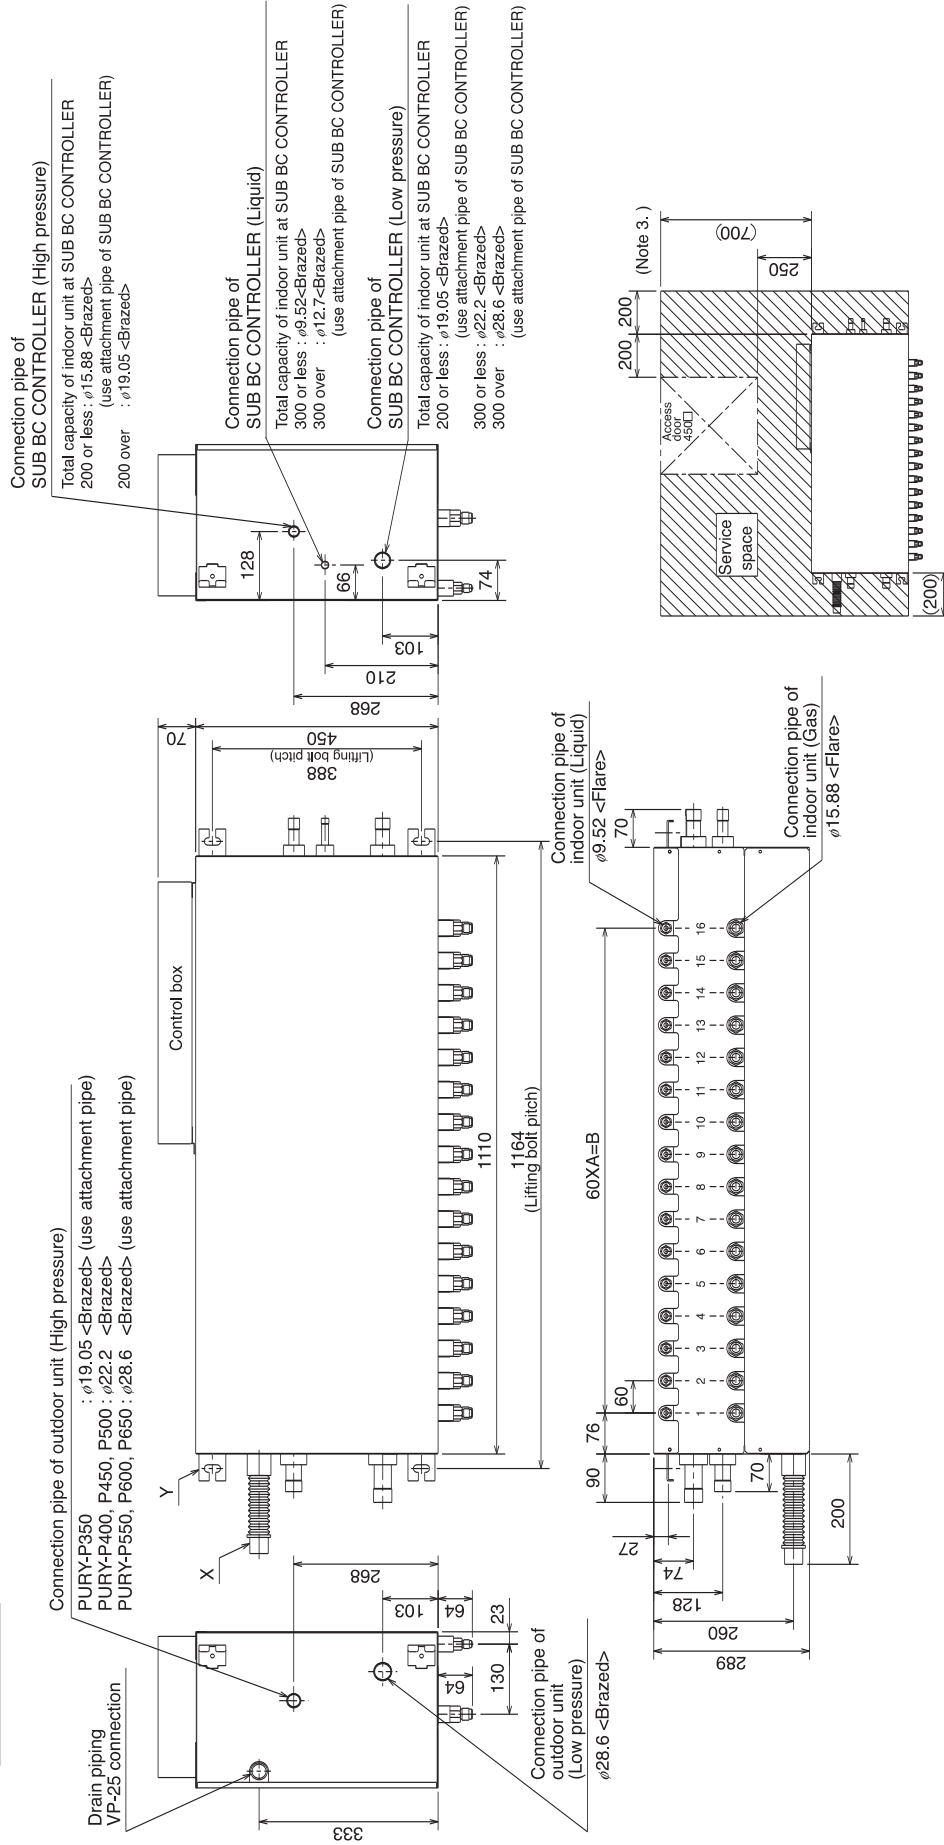 Connection pipe of
SUB BC CONTROLLER (High pressure)
Total capacity of indoor unit at SUB BC CONTROLLER
200 or less : ø15.88 <Brazed>
(use attachment pipe of SUB BC CONTROLLER)
200 over : ø19.05 <Brazed>
Connection pipe of
SUB BC CONTROLLER (Liquid)
Total capacity of indoor unit at SUB BC CONTROLLER
300 or less : ø9.52<Brazed>
300 over : ø12.7<Brazed>
(use attachment pipe of SUB BC CONTROLLER)
Connection pipe of
SUB BC CONTROLLER (Low pressure)
Total capacity of indoor unit at SUB BC CONTROLLER
200 or less : ø19.05 <Brazed>
(use attachment pipe of SUB BC CONTROLLER)
300 or less : ø22.2 <Brazed>
300 over : ø28.6 <Brazed>
(use attachment pipe of SUB BC CONTROLLER)
128
66
74
103
210
268
(Note 3. )
200
200
(700)
250
Access
door
450□
Service
space
(200)
Connection pipe of outdoor unit (High pressure)
PURY-P350 : ø19.05 <Brazed> (use attachment pipe)
PURY-P400, P450, P500 : ø22.2 <Brazed>
PURY-P550, P600, P650 : ø28.6 <Brazed> (use attachment pipe)
Control box
70
450
388
(Lifting bolt pitch)
1110
1164
(Lifting bolt pitch)
Y
X
Connection pipe of
indoor unit (Liquid)
ø9.52 <Flare>
Connection pipe of
indoor unit (Gas)
ø15.88 <Flare>
70
60XA=B
60
76
90
1 2 3 4 5 6 7 8 9 10 11 12 13 14 15 16
70
200
27
74
128
260
289
Drain piping
VP-25 connection
333
268
103
64
23
64
130
Connection pipe of
outdoor unit
(Low pressure)
ø28.6 <Brazed>